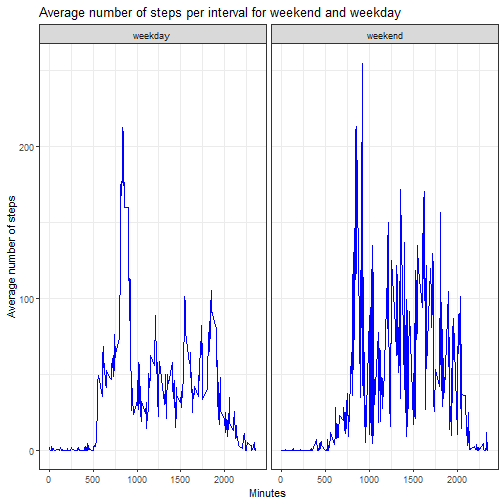 Average number of steps per interval for weekend and weekday
weekday weekend
Average number of steps
200
100
0
0 500 1000 1500 2000 0 500 1000 1500 2000
Minutes